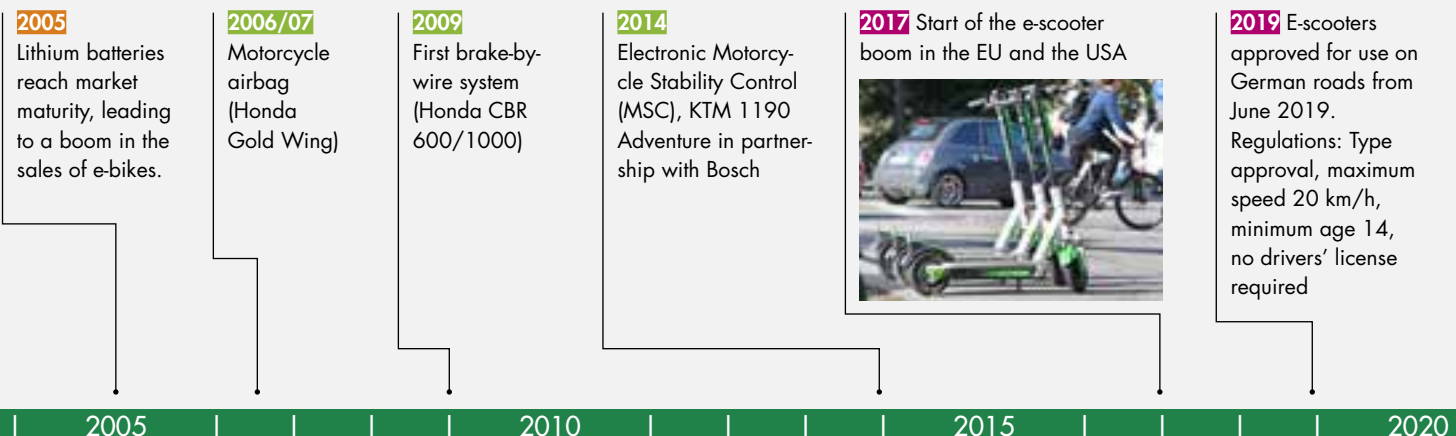 2005
Lithium batteries
reach market
maturity, leading
to a boom in the
sales of e-bikes.
2006/07
Motorcycle
airbag
(Honda
Gold Wing)
2009
First brake-by-
wire system
(Honda CBR
600/1000)
2014
Electronic Motorcy-
cle Stability Control
(MSC), KTM 1190
Adventure in partner-
ship with Bosch
2017 Start of the e-scooter
boom in the EU and the USA
2019 E-scooters
approved for use on
German roads from
June 2019.
Regulations: Type
approval, maximum
speed 20 km/h,
minimum age 14,
no drivers’ license
required
2005 2010 2015 2020